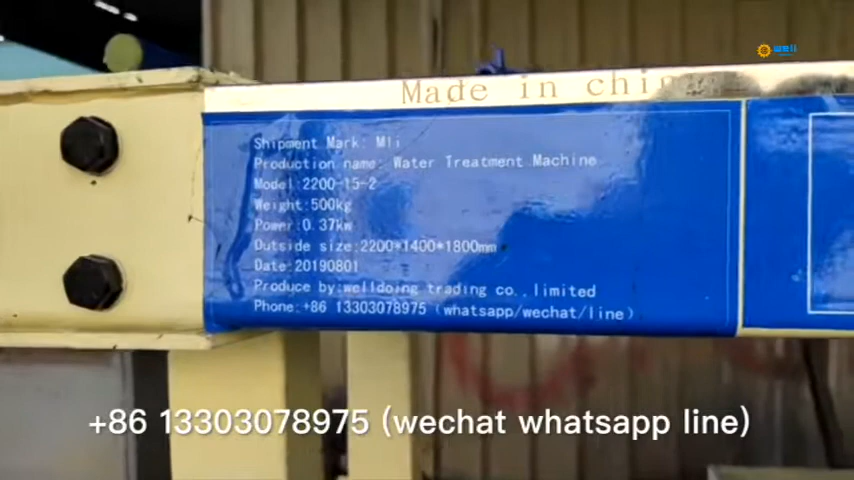 well
Made in china
Shipment Mark: Mli
Production name: Water Treatment Machine
Model:2200-15-2
Weight:500kg
Power:0.37kw
Outside size:2200*1400*1800mm
Date:20190801
Produce by:welldoing trading co.,limited
Phone:+86 13303078975 (whatsapp/wechat/line)
+86 13303078975 (wechat whatsapp line)